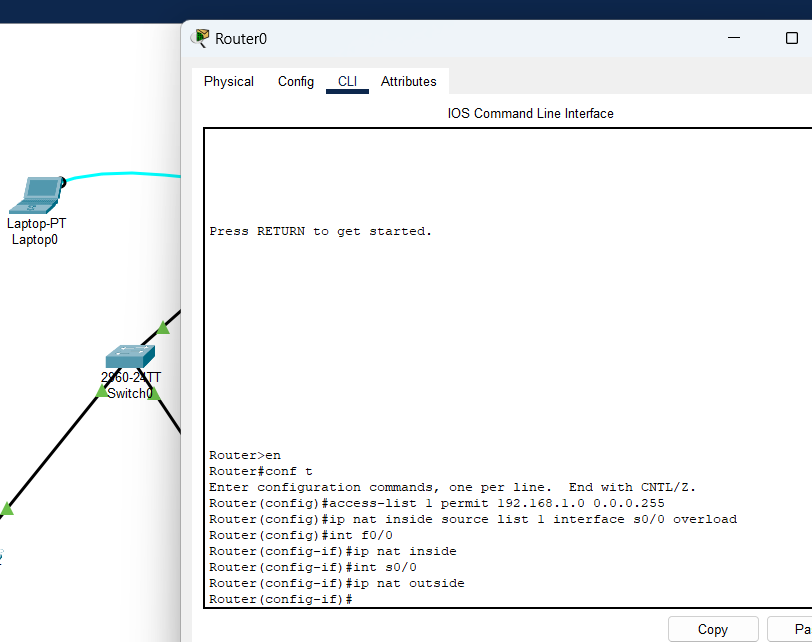 Router0
Physical Config CLI Attributes
IOS Command Line Interface
Laptop-PT
Laptop0
2960-24TT
Switch0
Press RETURN to get started.
Router>en
Router#conf t
Enter configuration commands, one per line.  End with CNTL/Z.
Router(config)#access-list 1 permit 192.168.1.0 0.0.0.255
Router(config)#ip nat inside source list 1 interface s0/0 overload
Router(config)#int f0/0
Router(config-if)#ip nat inside
Router(config-if)#int s0/0
Router(config-if)#ip nat outside
Router(config-if)#
Copy
Pa